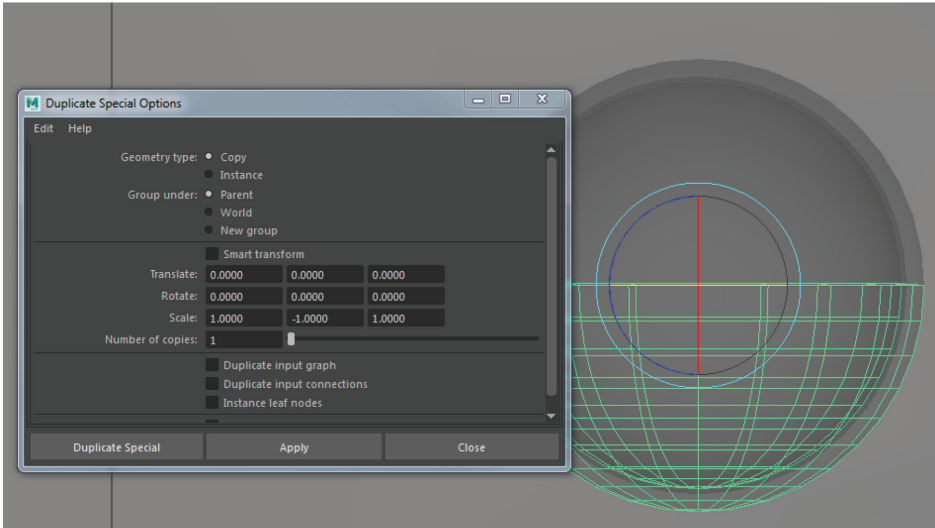 Duplicate Special Options
Edit Help
Geometry type: Copy
Instance
Group under: Parent
World
New group
Smart transform
Translate: 0.0000 0.0000 0.0000
Rotate: 0.0000 0.0000 0.0000
Scale: 1.0000 -1.0000 1.0000
Number of copies: 1
Duplicate input graph
Duplicate input connections
Instance leaf nodes
Duplicate Special Apply Close